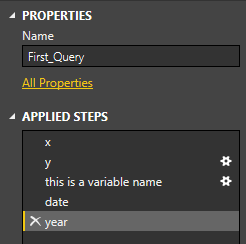 PROPERTIES
Name
First_Query
All Properties
APPLIED STEPS
x
y
this is a variable name
date
year